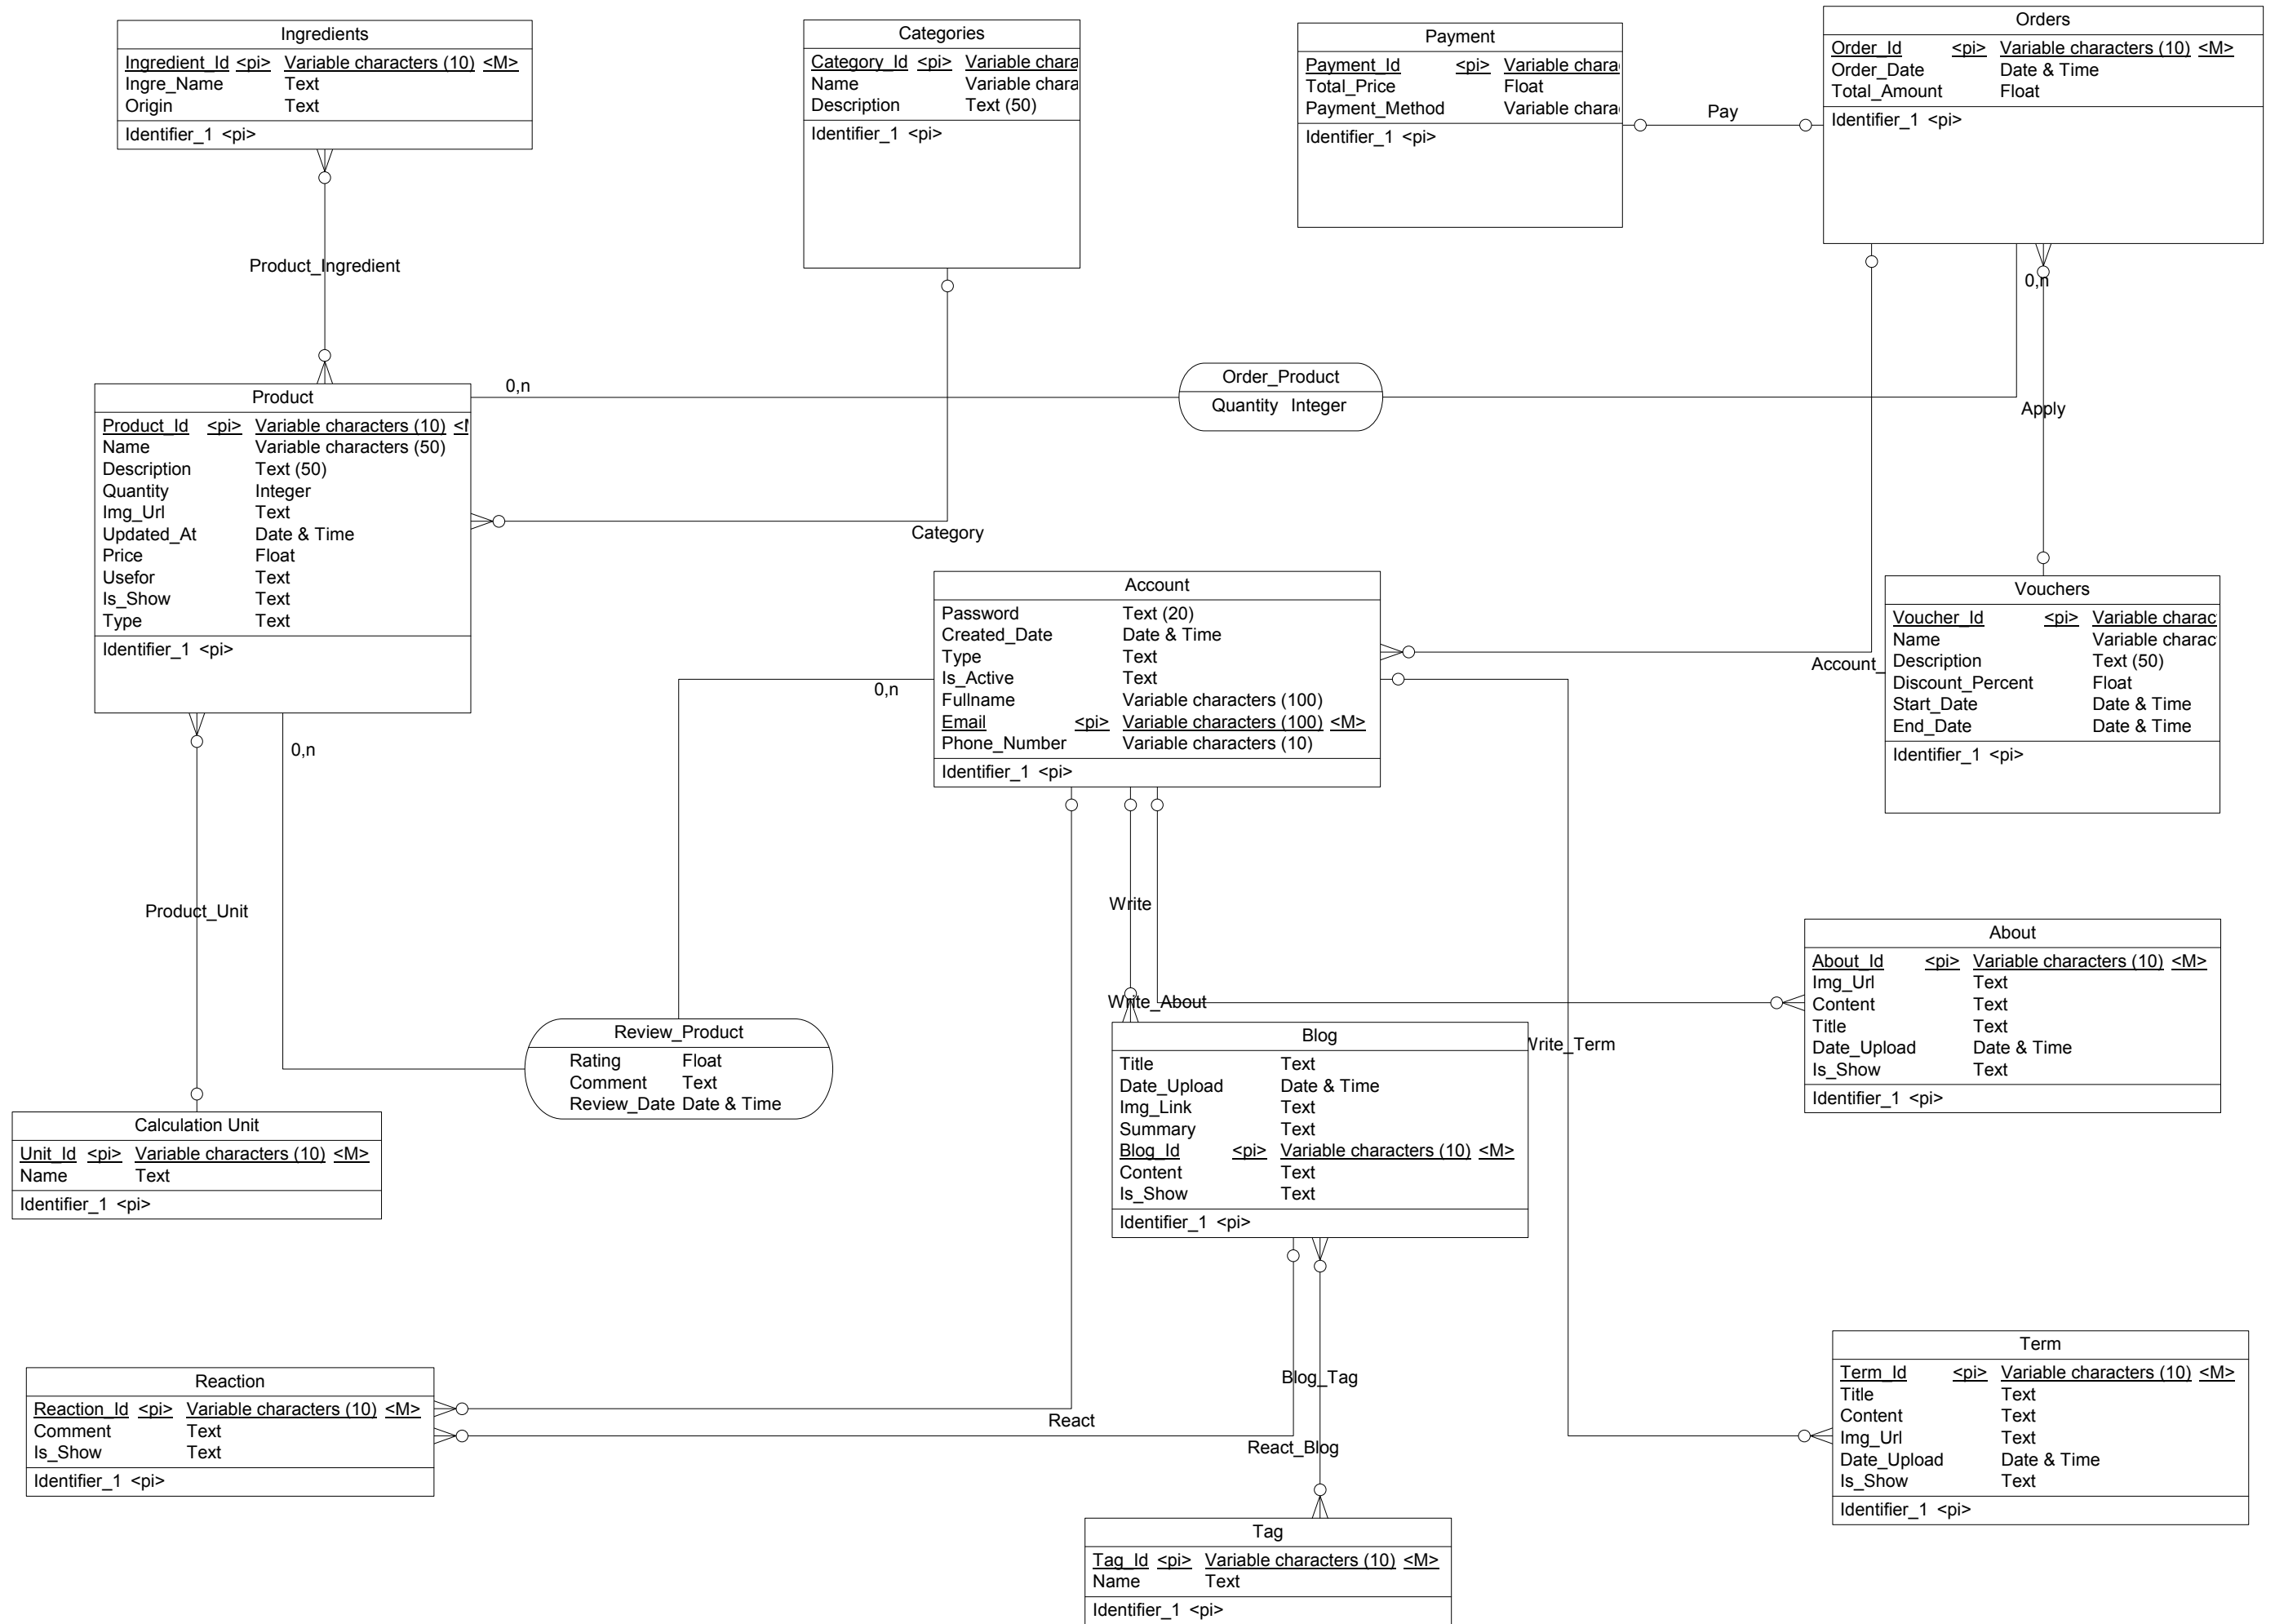 Ingredients
Ingredient_Id <pi> Variable characters (10) <M>
Ingre_Name Text
Origin Text
Identifier_1 <pi>
Categories
Category_Id <pi> Variable chara
Name Variable chara
Description Text (50)
Identifier_1 <pi>
Payment
Payment_Id <pi> Variable chara
Total_Price Float
Payment_Method Variable chara
Identifier_1 <pi>
Pay
Orders
Order_Id <pi> Variable characters (10) <M>
Order_Date Date & Time
Total_Amount Float
Identifier_1 <pi>
Product_Ingredient
0,n
Product
Product_Id <pi> Variable characters (10)
Name Variable characters (50)
Description Text (50)
Quantity Integer
Img_Url Text
Updated_At Date & Time
Price Float
Usefor Text
Is_Show Text
Type Text
Identifier_1 <pi>
0,n
Order_Product
Quantity Integer
Apply
Category
Account
Password Text (20)
Created_Date Date & Time
Type Text
Is_Active Text
Fullname Variable characters (100)
Email <pi> Variable characters (100) <M>
Phone_Number Variable characters (10)
Identifier_1 <pi>
Account_
Vouchers
Voucher_Id <pi> Variable charac
Name Variable charac
Description Text (50)
Discount_Percent Float
Start_Date Date & Time
End_Date Date & Time
Identifier_1 <pi>
0,n
0,n
Product_Unit
Write
Write_About
Write_Term
About
About_Id <pi> Variable characters (10) <M>
Img_Url Text
Content Text
Title Text
Date_Upload Date & Time
Is_Show Text
Identifier_1 <pi>
Review_Product
Rating Float
Comment Text
Review_Date Date & Time
Blog
Title Text
Date_Upload Date & Time
Img_Link Text
Summary Text
Blog_Id <pi> Variable characters (10) <M>
Content Text
Is_Show Text
Identifier_1 <pi>
Calculation Unit
Unit_Id <pi> Variable characters (10) <M>
Name Text
Identifier_1 <pi>
Reaction
Reaction_Id <pi> Variable characters (10) <M>
Comment Text
Is_Show Text
Identifier_1 <pi>
React
Blog_Tag
React_Blog
Term
Term_Id <pi> Variable characters (10) <M>
Title Text
Content Text
Img_Url Text
Date_Upload Date & Time
Is_Show Text
Identifier_1 <pi>
Tag
Tag_Id <pi> Variable characters (10) <M>
Name Text
Identifier_1 <pi>